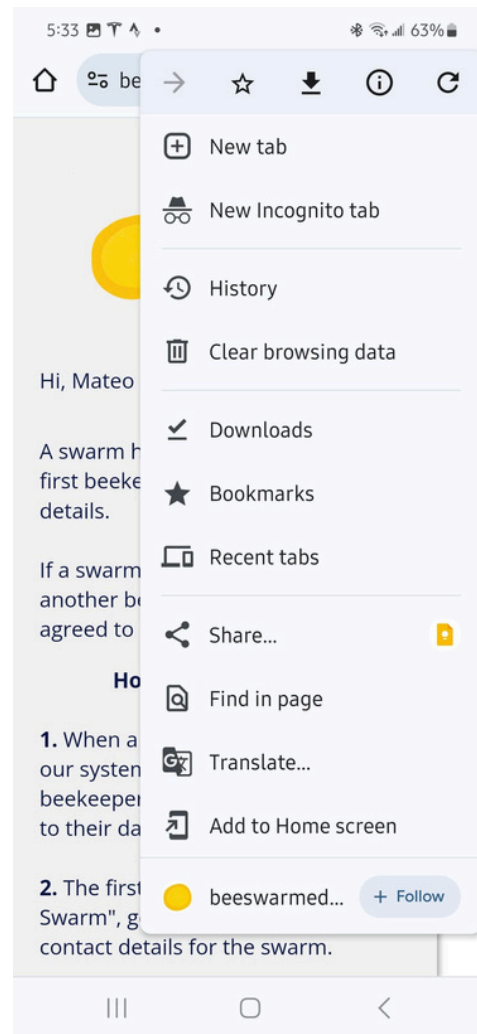 5:33
63%
be
New tab
New Incognito tab
History
Clear browsing data
Hi, Mateo
A swarm h
first beeke
details.
Downloads
Bookmarks
Recent tabs
If a swarm
another be
agreed to
Share...
Ho
Find in page
1. When a
our system
beekeeper
to their da
Translate...
Add to Home screen
2. The first
Swarm", g
contact details for the swarm.
beeswarmed...
+ Follow